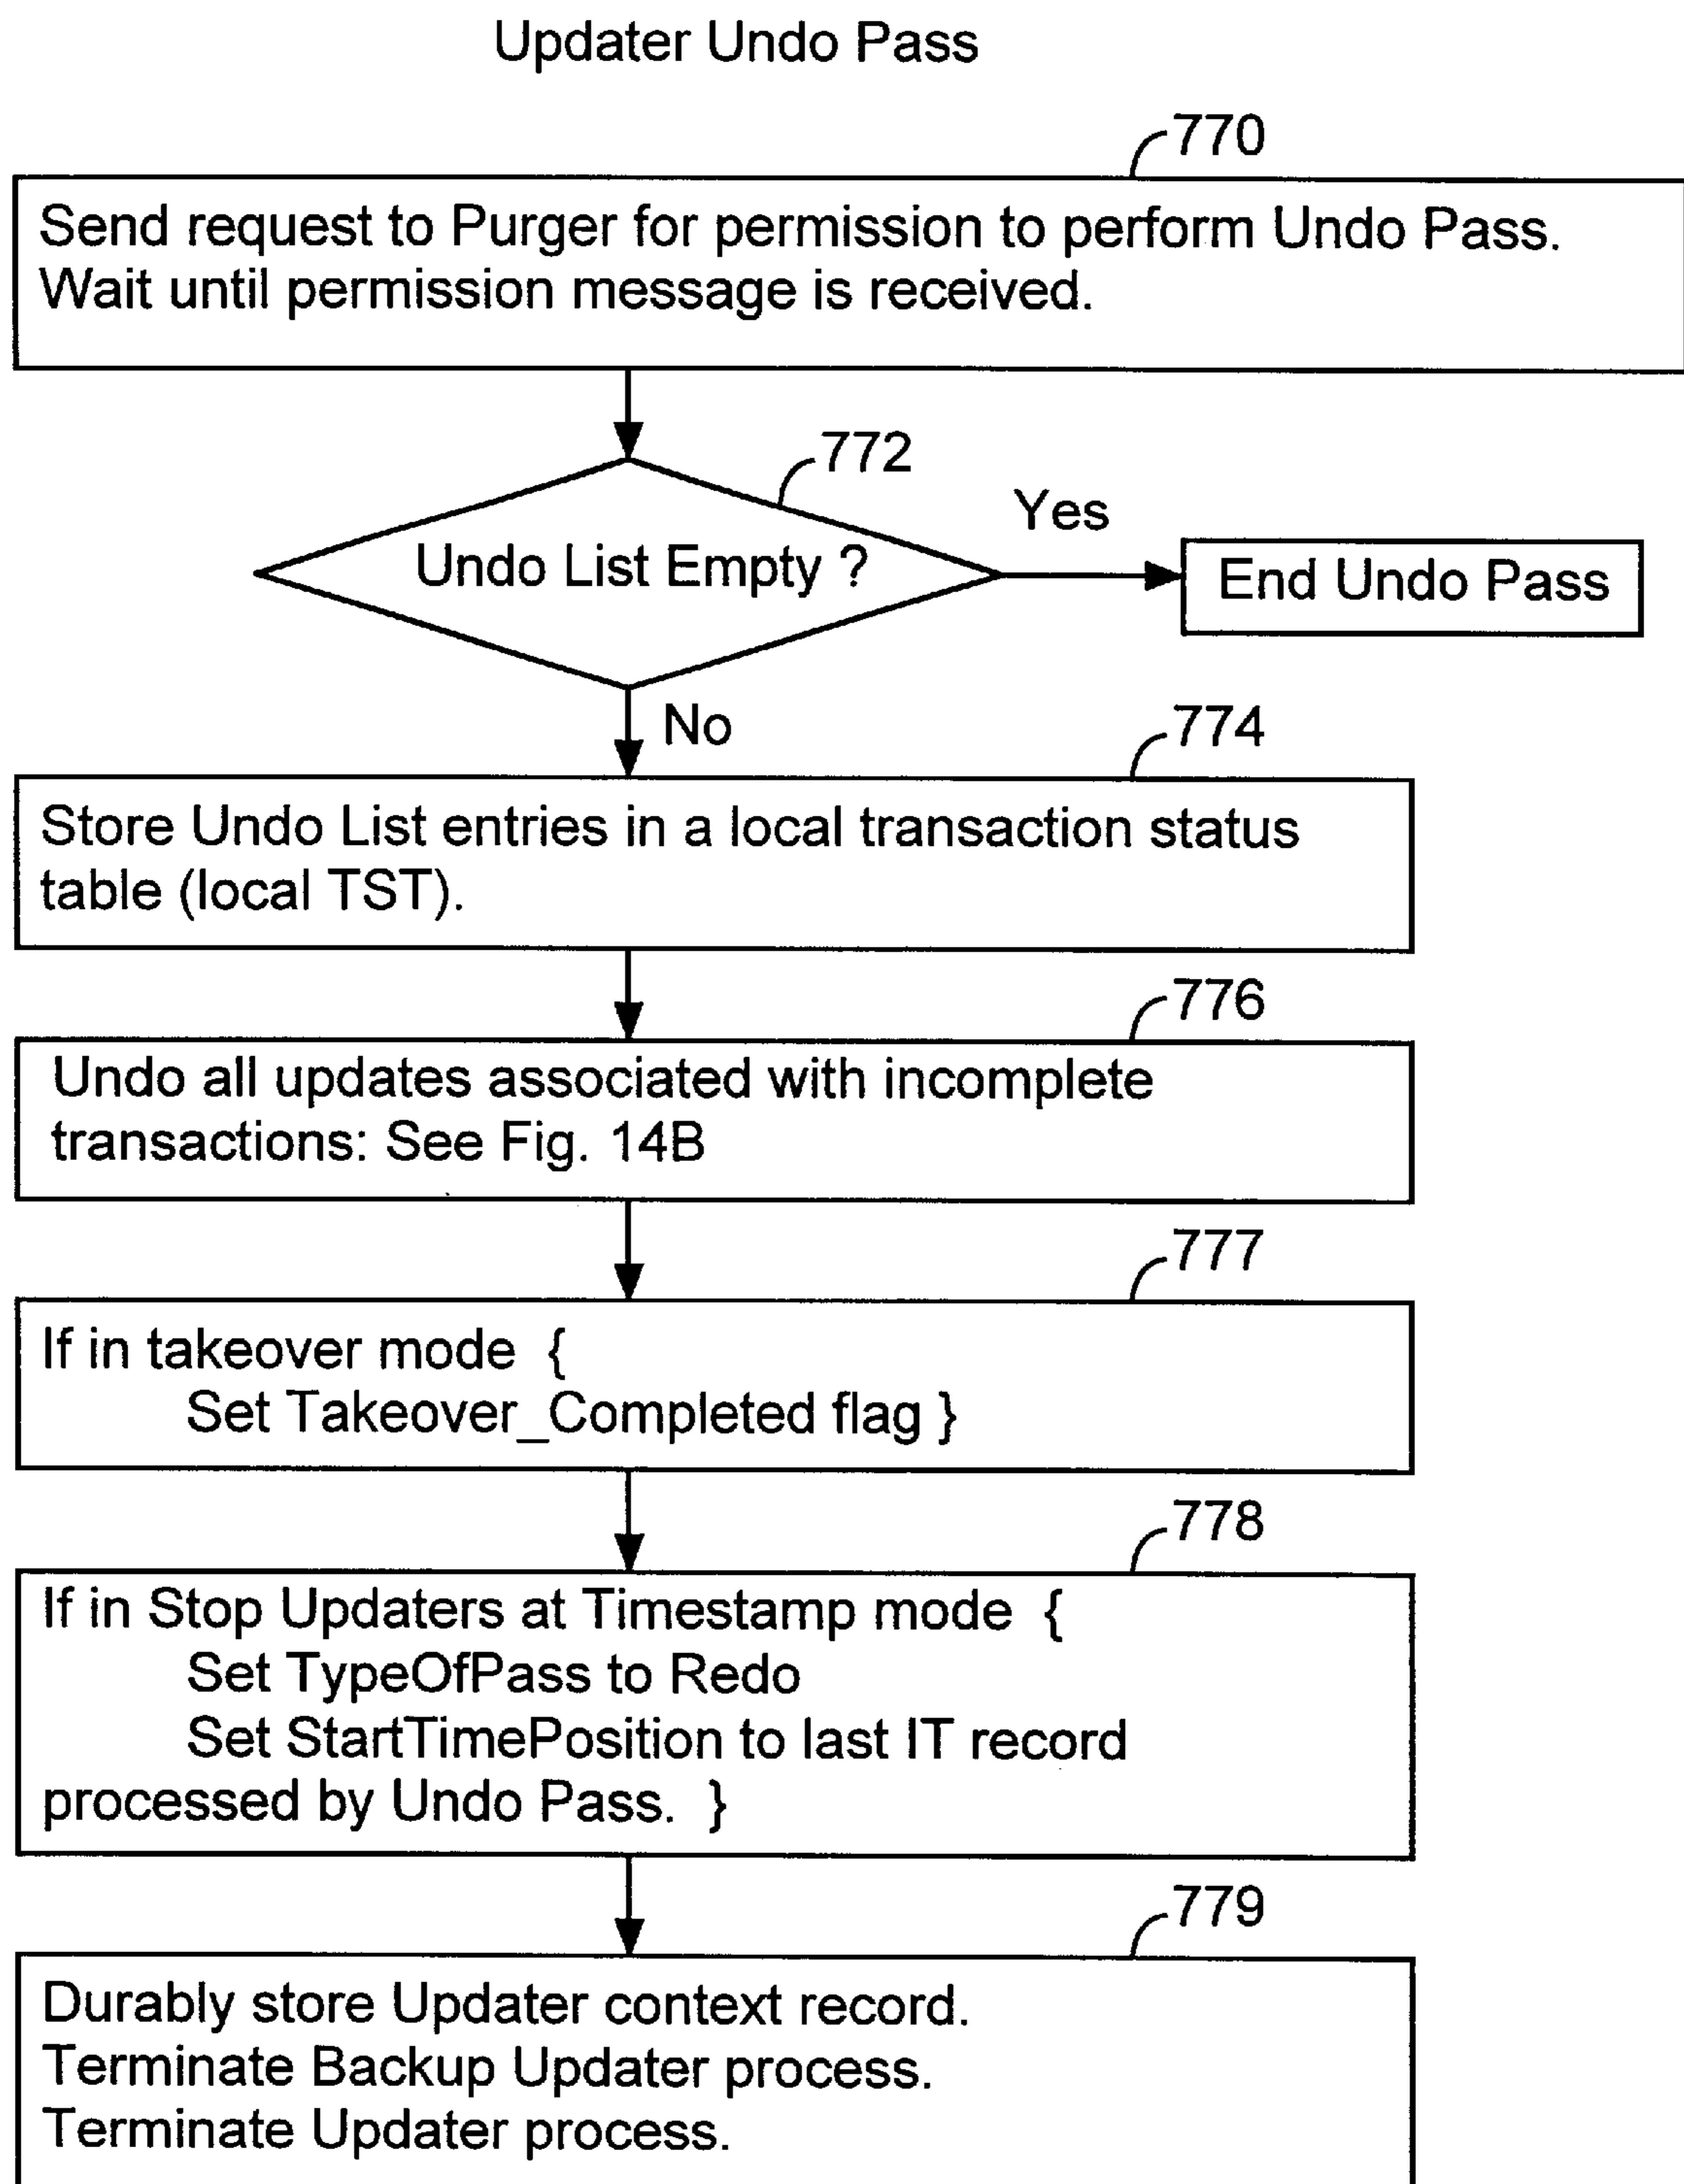 Updater Undo Pass
770
Send request to Purger for permission to perform Undo Pass.
Wait until permission message is received.
772
Undo List Empty ?
Yes
End Undo Pass
No
774
Store Undo List entries in a local transaction status
table (local TST).
776
Undo all updates associated with incomplete
transactions: See Fig. 14B
777
If in takeover mode {
Set Takeover_Completed flag }
778
If in Stop Updaters at Timestamp mode {
Set TypeOfPass to Redo
Set StartTimePosition to last IT record
processed by Undo Pass. }
779
Durably store Updater context record.
Terminate Backup Updater process.
Terminate Updater process.